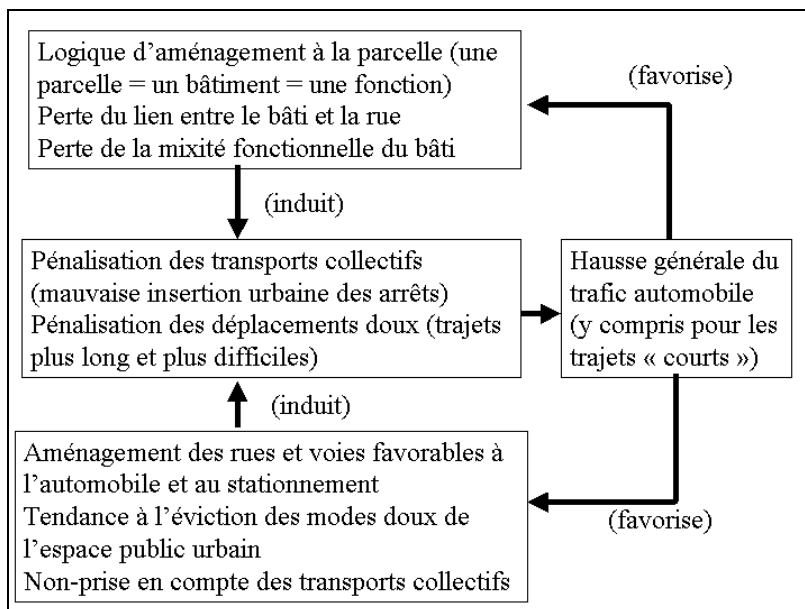 Logique d'aménagement à la parcelle (une
parcelle = un bâtiment = une fonction)
Perte du lien entre le bâti et la rue
Perte de la mixité fonctionnelle du bâti
(favorise)
(induit)
Pénalisation des transports collectifs
(mauvaise insertion urbaine des arrêts)
Pénalisation des déplacements doux (trajets
plus long et plus difficiles)
Hausse générale du
trafic automobile
(y compris pour les
trajets « courts »)
(induit)
Aménagement des rues et voies favorables à
l'automobile et au stationnement
Tendance à l'éviction des modes doux de
l'espace public urbain
Non-prise en compte des transports collectifs
(favorise)